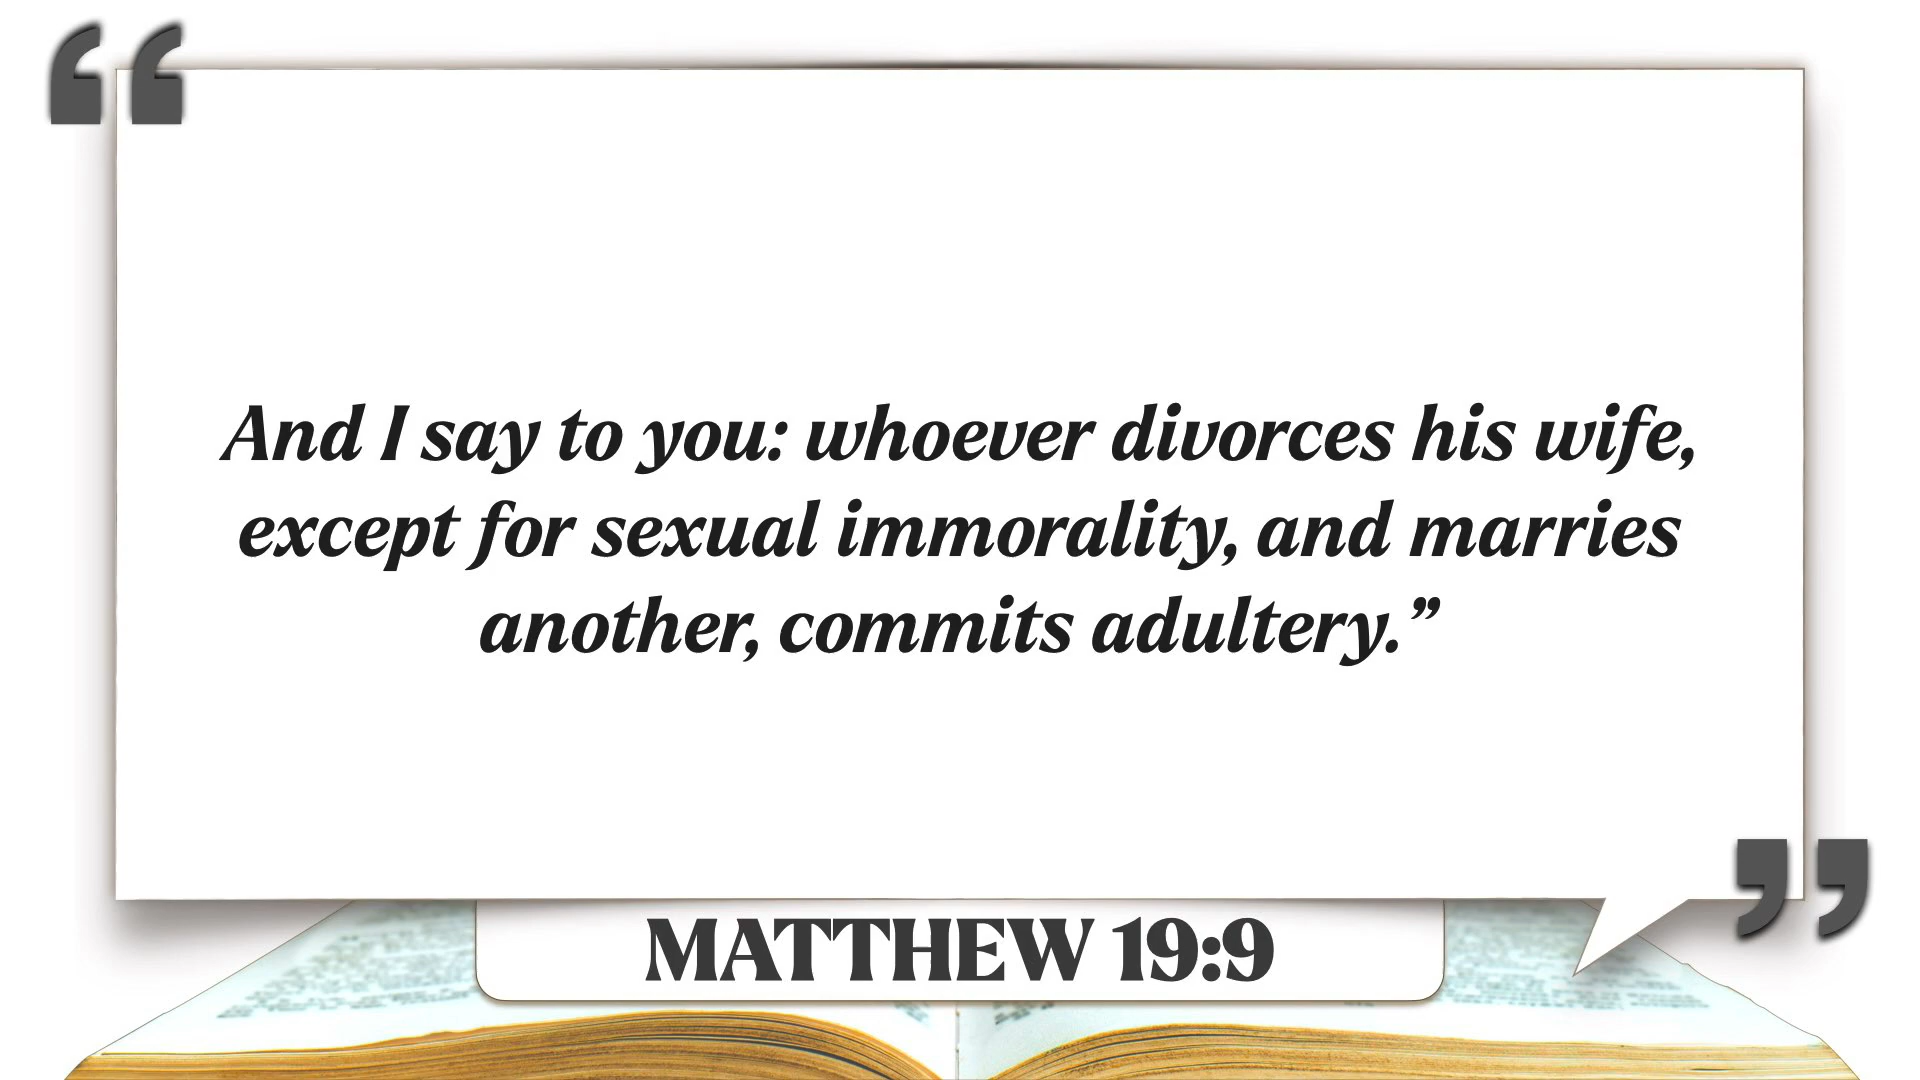 And I say to you: whoever divorces his wife,
except for sexual immorality, and marries
another, commits adultery.”
MATTHEW 19:9